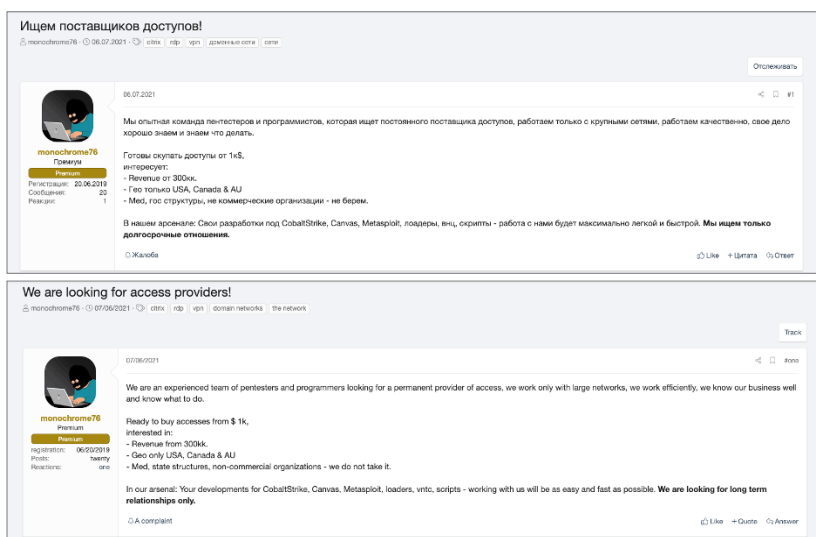 Ищем поставщиков доступов!
monochrome76 · 06.07.2021 · citrix rdp vpn доменные сети сети
Отслеживать
06.07.2021 #1
Мы опытная команда пентестеров и программистов, которая ищет постоянного поставщика доступов, работаем только с крупными сетями, работаем качественно, свое дело
хорошо знаем и знаем что делать.
monochrome76
Премиум
Premium
Регистрация: 20.06.2019
Сообщения: 20
Реакции: 1
Готовы скупать доступы от 1к$,
интересует:
- Revenue от 300кк.
- Гео только USA, Canada & AU
- Med, гос структуры, не коммерческие организации - не берем.
В нашем арсенале: Свои разработки под CobaltStrike, Canvas, Metasploit, лоадеры, внц, скрипты - работа с нами будет максимально легкой и быстрой. Мы ищем только
долгосрочные отношения.
Жалоба
Like +Цитата Ответ
We are looking for access providers!
monochrome76 · 07/06/2021 · citrix rdp vpn domain networks the network
Track
07/06/2021 #ono
We are an experienced team of pentesters and programmers looking for a permanent provider of access, we work only with large networks, we work efficiently, we know our business well
and know what to do.
monochrome76
Premium
Premium
registration: 06/20/2019
Posts: twenty
Reactions: one
Ready to buy accesses from $ 1k,
interested in:
- Revenue from 300kk.
- Geo only USA, Canada & AU
- Med, state structures, non-commercial organizations - we do not take it.
In our arsenal: Your developments for CobaltStrike, Canvas, Metasploit, loaders, vntc, scripts - working with us will be as easy and fast as possible. We are looking for long term
relationships only.
A complaint
Like +Quote Answer